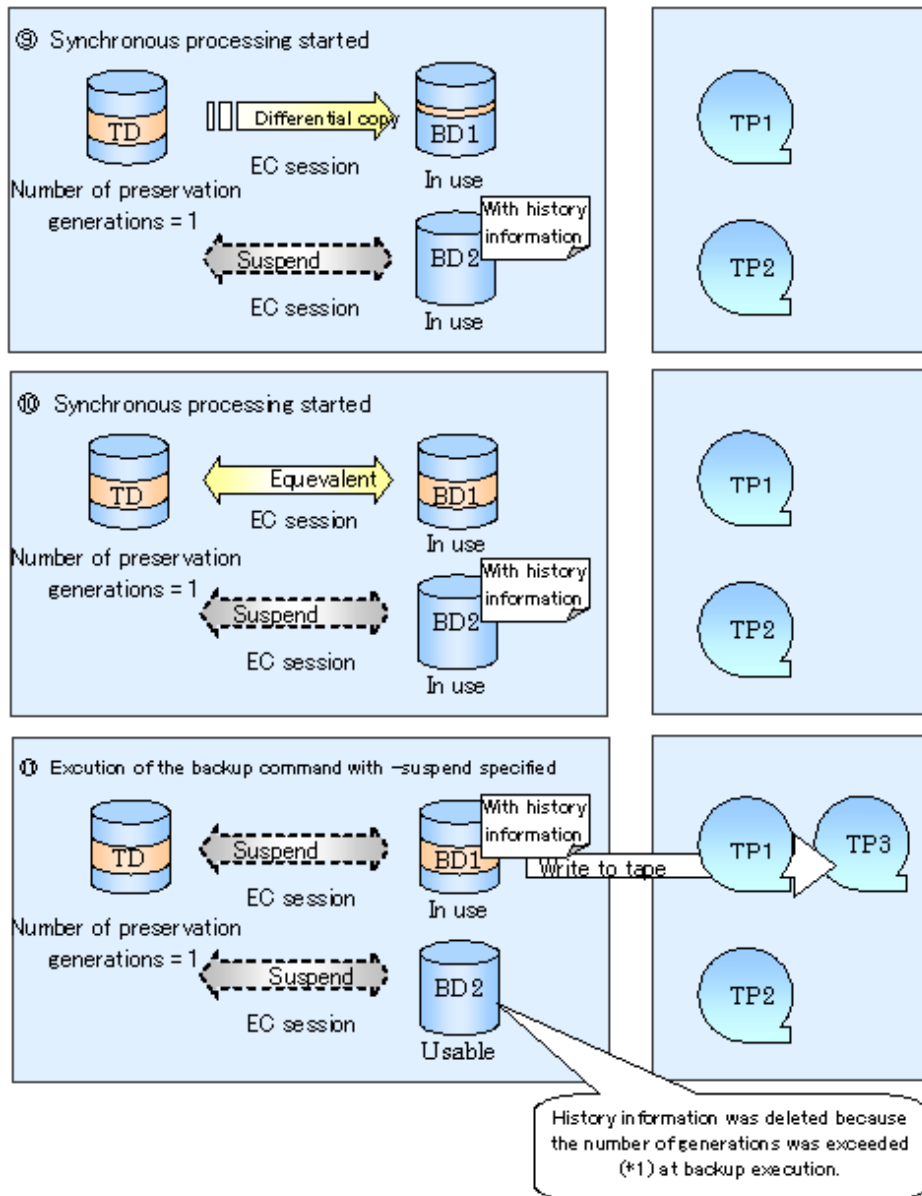 ⑨ Synchronous processing started
TD
Differential copy
BD1
EC session
In use
Number of preservation
generations = 1
With history
information
Suspend
BD2
EC session
In use
TP1
TP2
⑩ Synchronous processing started
TD
Equevalent
BD1
EC session
In use
Number of preservation
generations = 1
With history
information
Suspend
BD2
EC session
In use
TP1
TP2
⑪ Excution of the backup command with -suspend specified
With history
information
TD
Suspend
BD1
Write to tape
TP1
TP3
EC session
In use
Number of preservation
generations = 1
Suspend
BD2
EC session
Usable
TP2
History information was deleted because
the number of generations was exceeded
(*1) at backup execution.